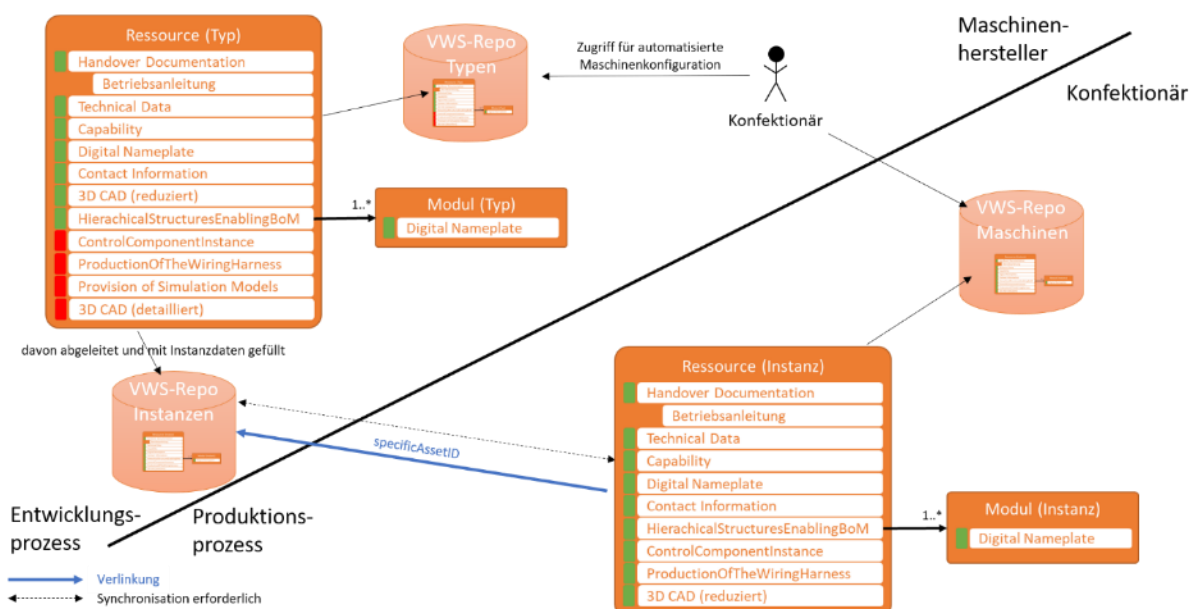 Ressource (Typ)
Handover Documentation
Betriebsanleitung
Technical Data
Capability
Digital Nameplate
Contact Information
3D CAD (reduziert)
HierachicalStructuresEnablingBoM
ControlComponentInstance
ProductionOfTheWiringHarness
Provision of Simulation Models
3D CAD (detailliert)
VWS-Repo
Typen
Zugriff für automatisierte
Maschinenkonfiguration
Konfektionär
Maschinen-
hersteller
Konfektionär
1..*
Modul (Typ)
Digital Nameplate
VWS-Repo
Maschinen
davon abgeleitet und mit Instanzdaten gefüllt
VWS-Repo
Instanzen
specificAssetID
Ressource (Instanz)
Handover Documentation
Betriebsanleitung
Technical Data
Capability
Digital Nameplate
Contact Information
HierachicalStructuresEnablingBoM
ControlComponentInstance
ProductionOfTheWiringHarness
3D CAD (reduziert)
1..*
Modul (Instanz)
Digital Nameplate
Entwicklungs-
prozess
Produktions-
prozess
Verlinkung
Synchronisation erforderlich